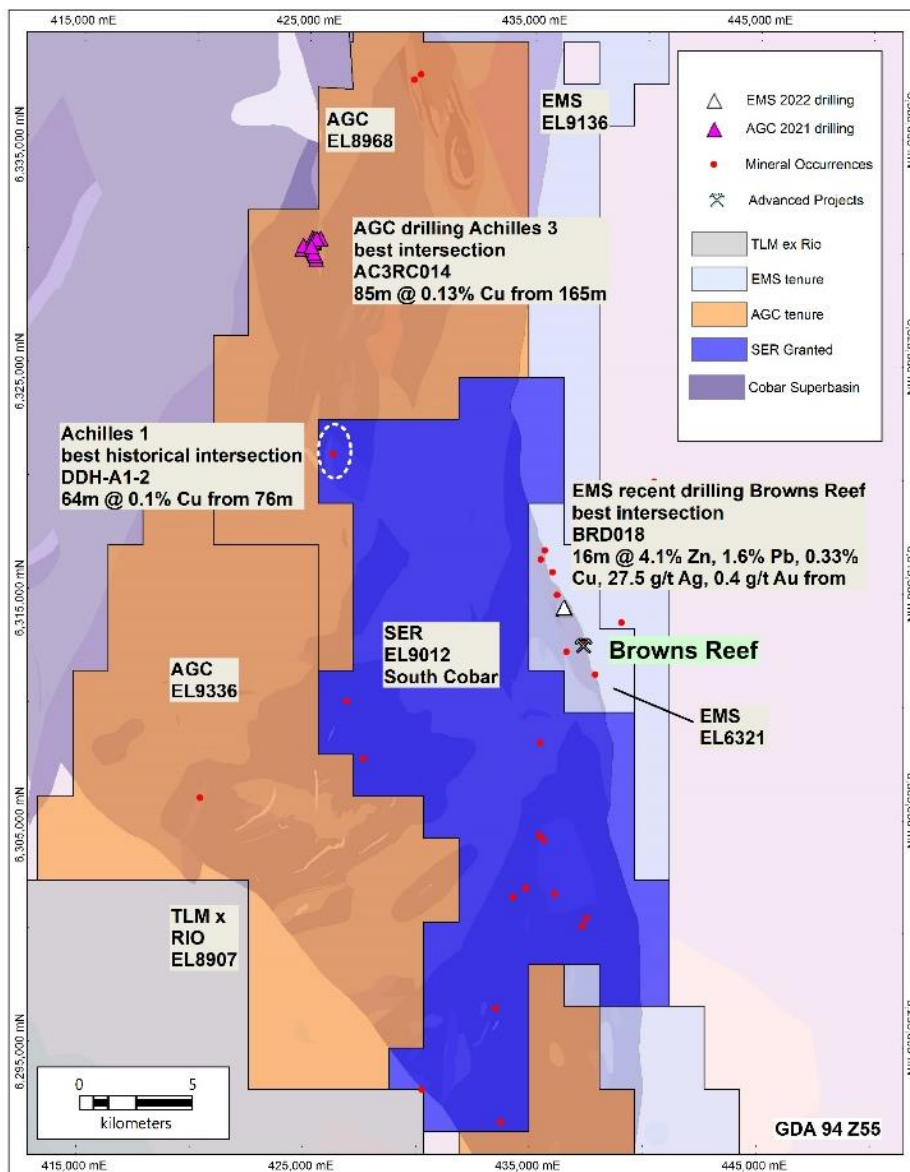 415,000 mE
425,000 mE
435,000 mE
445,000 mE
6,335,000 mN
6,325,000 mN
6,315,000 mN
6,305,000 mN
6,295,000 mN
AGC
EL8968
EMS
EL9136
EMS 2022 drilling
AGC 2021 drilling
Mineral Occurrences
Advanced Projects
TLM ex Rio
EMS tenure
AGC tenure
SER Granted
Cobar Superbasin
AGC drilling Achilles 3
best intersection
AC3RC014
85m @ 0.13% Cu from 165m
Achilles 1
best historical intersection
DDH-A1-2
64m @ 0.1% Cu from 76m
EMS recent drilling Browns Reef
best intersection
BRD018
16m @ 4.1% Zn, 1.6% Pb, 0.33%
Cu, 27.5 g/t Ag, 0.4 g/t Au from
SER
EL9012
South Cobar
Browns Reef
AGC
EL9336
EMS
EL6321
TLM x
RIO
EL8907
0 5
kilometers
GDA 94 Z55
415,000 mE
425,000 mE
435,000 mE
445,000 mE